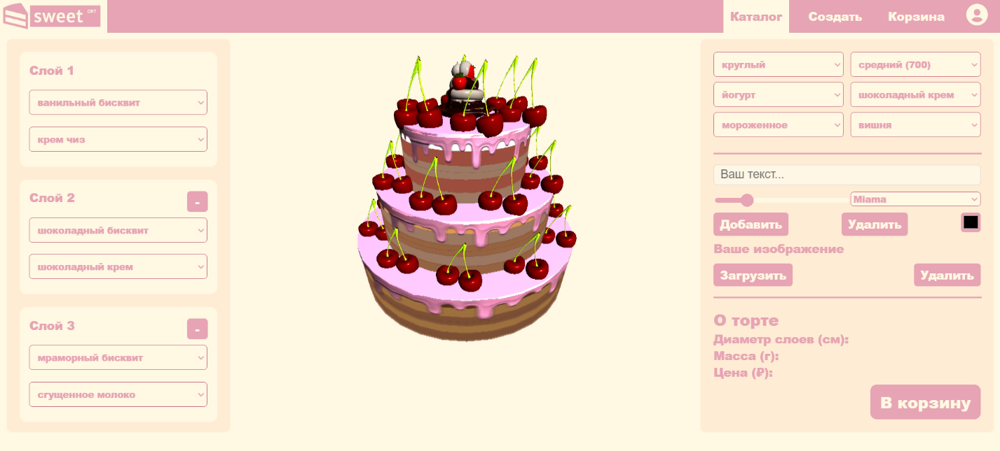 sweet ORT
Каталог
Создать
Корзина
Слой 1
ванильный бисквит
крем чиз
Слой 2
-
шоколадный бисквит
шоколадный крем
Слой 3
-
мраморный бисквит
сгущенное молоко
круглый
средний (700)
йогурт
шоколадный крем
мороженное
вишня
Ваш текст...
Miama
Добавить
Удалить
Ваше изображение
Загрузить
Удалить
О торте
Диаметр слоев (см):
Масса (г):
Цена (₽):
В корзину